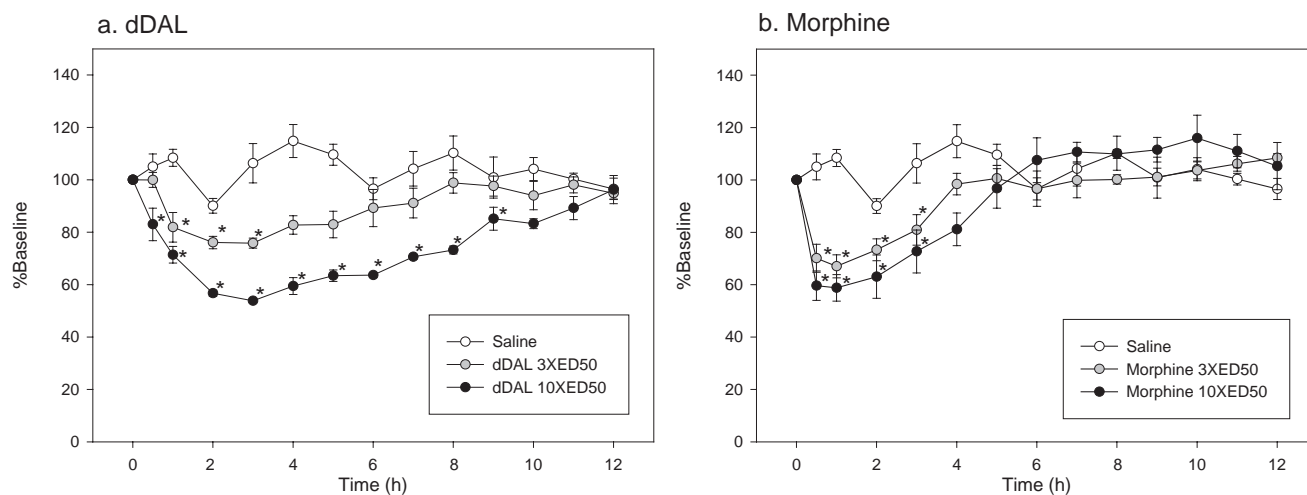 a. dDAL
140
120
100
80
60
40
20
0
%Baseline
* * * * * * * * * * * * *
Saline
dDAL 3XED50
dDAL 10XED50
0 2 4 6 8 10 12
Time (h)
b. Morphine
140
120
100
80
60
40
20
0
%Baseline
* * * * * * * *
Saline
Morphine 3XED50
Morphine 10XED50
0 2 4 6 8 10 12
Time (h)